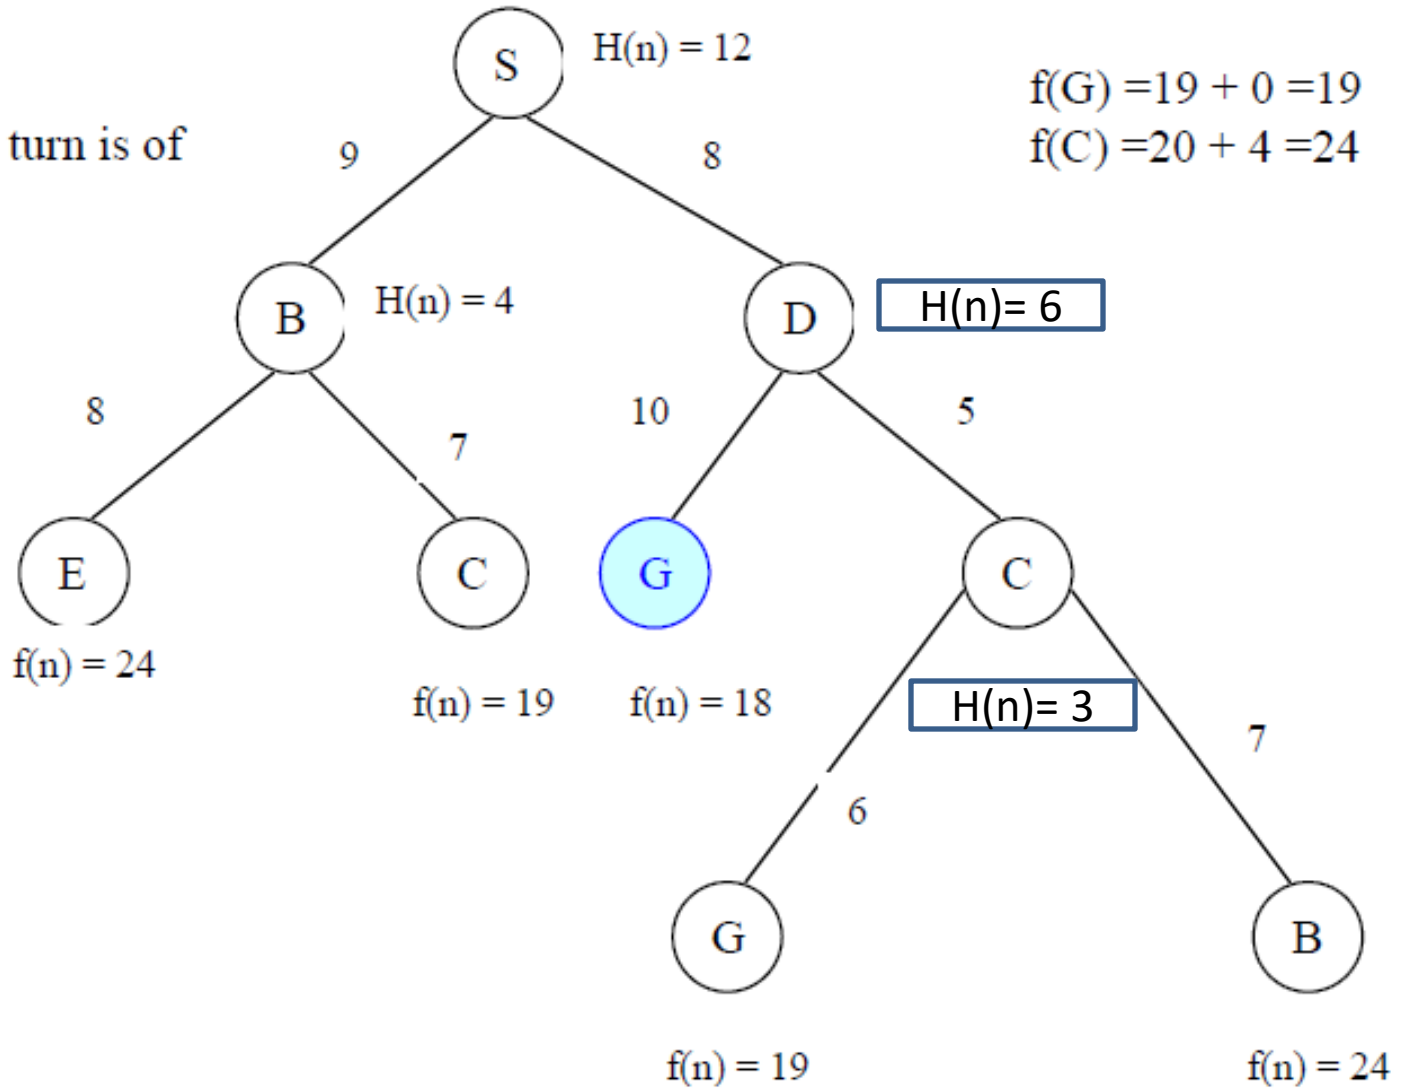 S
H(n) = 12
f(G) =19 + 0 =19
turn is of
9
8
f(C) =20 + 4 =24
B
H(n) = 4
D
H(n)= 6
8
7
10
5
E
C
G
C
f(n) = 24
f(n) = 19
f(n) = 18
H(n)= 3
7
6
G
B
f(n) = 19
f(n) = 24